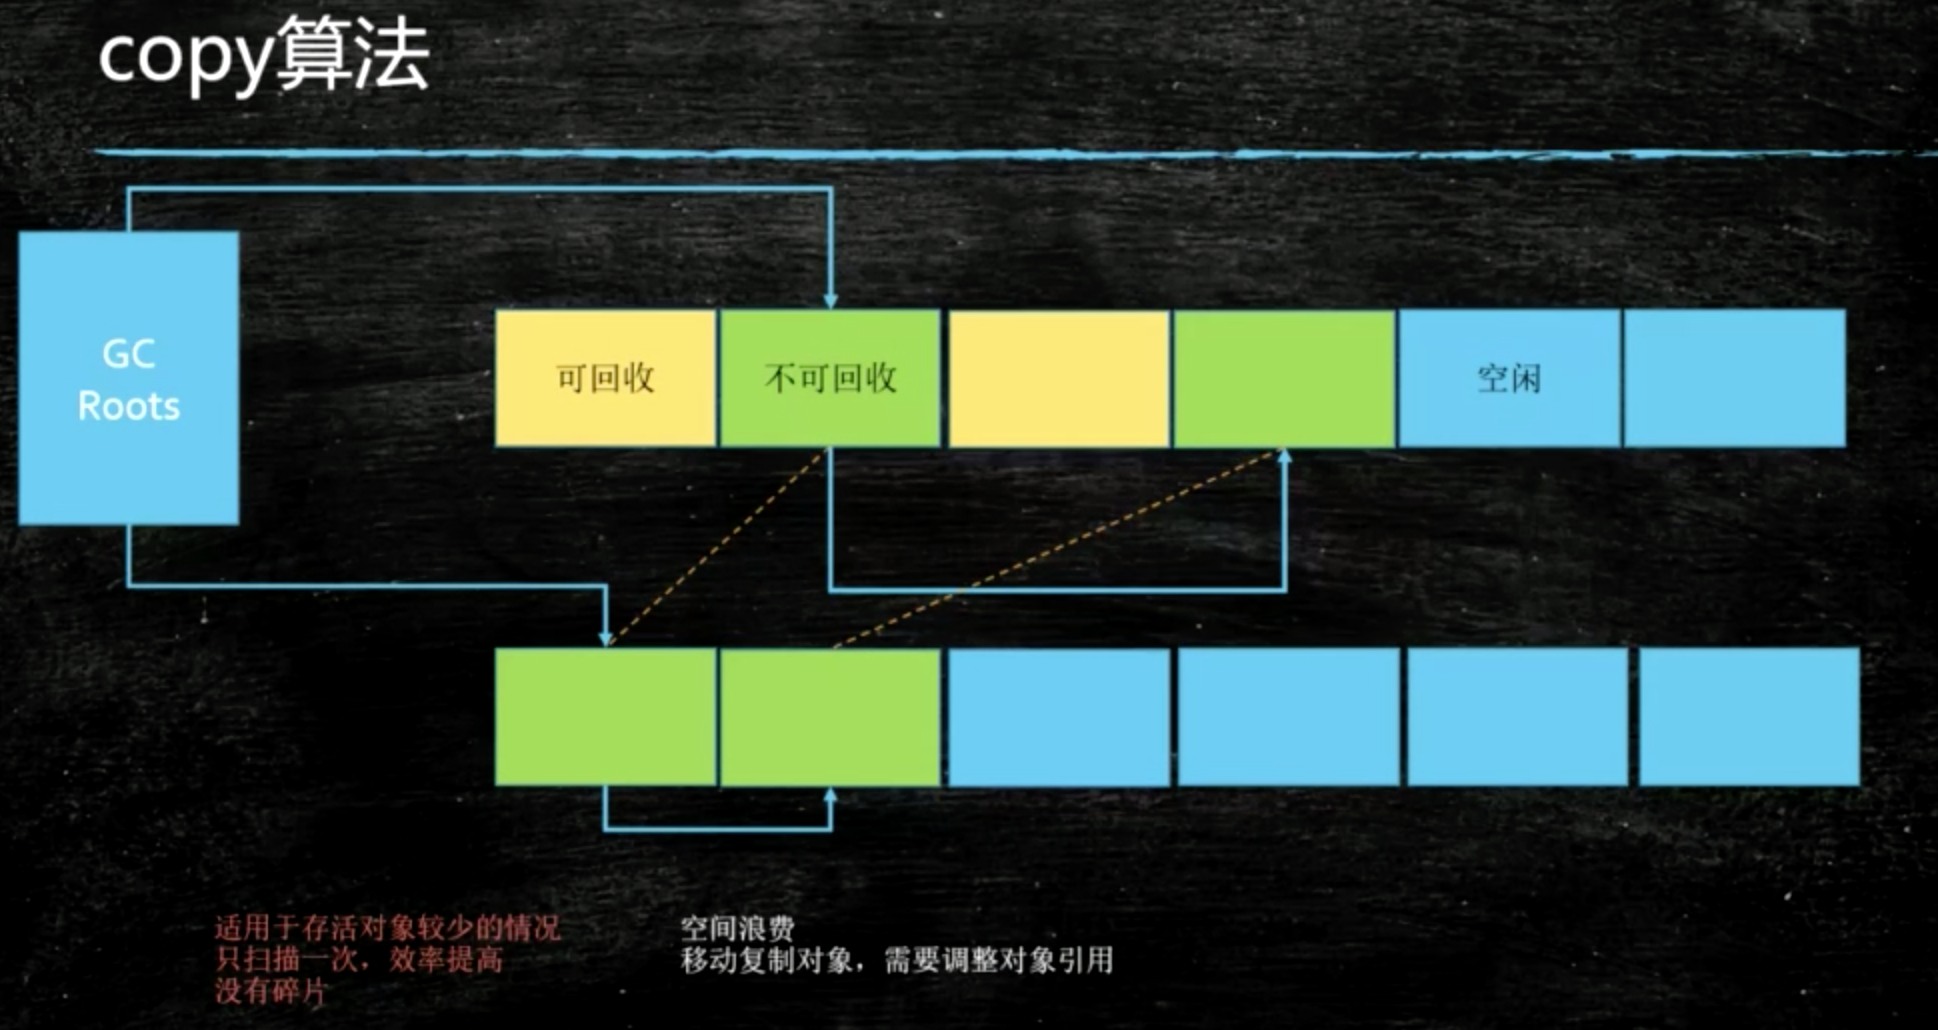 copy算法
GC
Roots
可回收
不可回收
空闲
适用于存活对象较少的情况
只扫描一次，效率提高
没有碎片
空间浪费
移动复制对象，需要调整对象引用